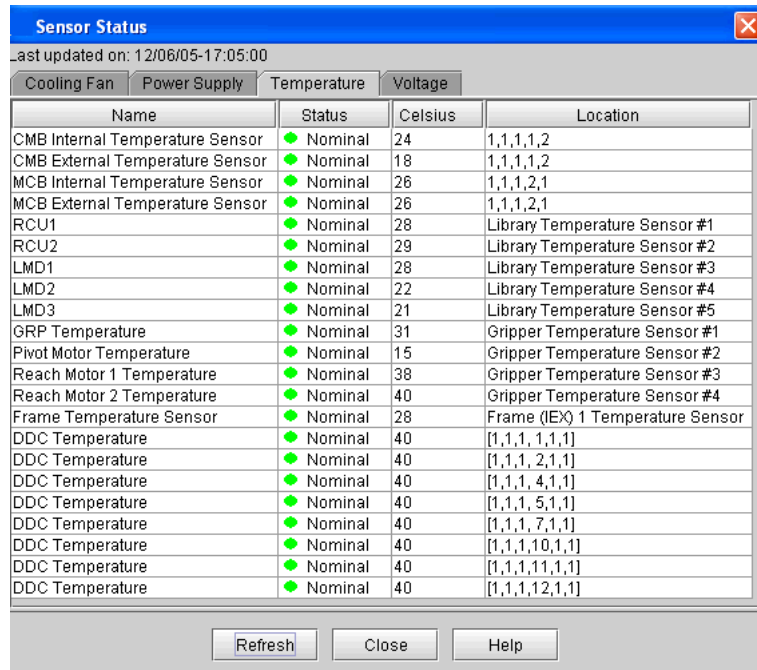 Sensor Status
Last updated on: 12/06/05-17:05:00
Cooling Fan Power Supply Temperature Voltage
Name Status Celsius Location
CMB Internal Temperature Sensor Nominal 24 1,1,1,1,2
CMB External Temperature Sensor Nominal 18 1,1,1,1,2
MCB Internal Temperature Sensor Nominal 26 1,1,1,2,1
MCB External Temperature Sensor Nominal 26 1,1,1,2,1
RCU1 Nominal 28 Library Temperature Sensor #1
RCU2 Nominal 29 Library Temperature Sensor #2
LMD1 Nominal 28 Library Temperature Sensor #3
LMD2 Nominal 22 Library Temperature Sensor #4
LMD3 Nominal 21 Library Temperature Sensor #5
GRP Temperature Nominal 31 Gripper Temperature Sensor #1
Pivot Motor Temperature Nominal 15 Gripper Temperature Sensor #2
Reach Motor 1 Temperature Nominal 38 Gripper Temperature Sensor #3
Reach Motor 2 Temperature Nominal 40 Gripper Temperature Sensor #4
Frame Temperature Sensor Nominal 28 Frame (IEX) 1 Temperature Sensor
DDC Temperature Nominal 40 [1,1,1, 1,1,1]
DDC Temperature Nominal 40 [1,1,1, 2,1,1]
DDC Temperature Nominal 40 [1,1,1, 4,1,1]
DDC Temperature Nominal 40 [1,1,1, 5,1,1]
DDC Temperature Nominal 40 [1,1,1, 7,1,1]
DDC Temperature Nominal 40 [1,1,1,10,1,1]
DDC Temperature Nominal 40 [1,1,1,11,1,1]
DDC Temperature Nominal 40 [1,1,1,12,1,1]
Refresh Close Help